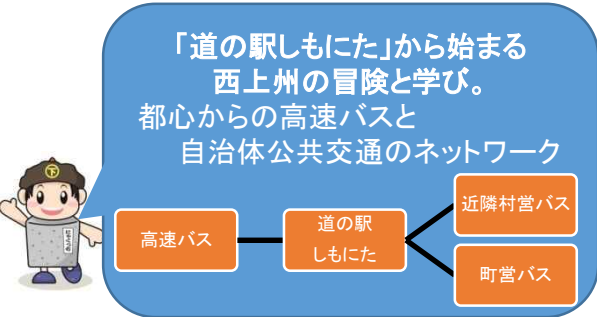 「道の駅しもにた」から始まる
西上州の冒険と学び。
都心からの高速バスと
自治体公共交通のネットワーク
高速バス
道の駅
しもにた
近隣村営バス
町営バス
下